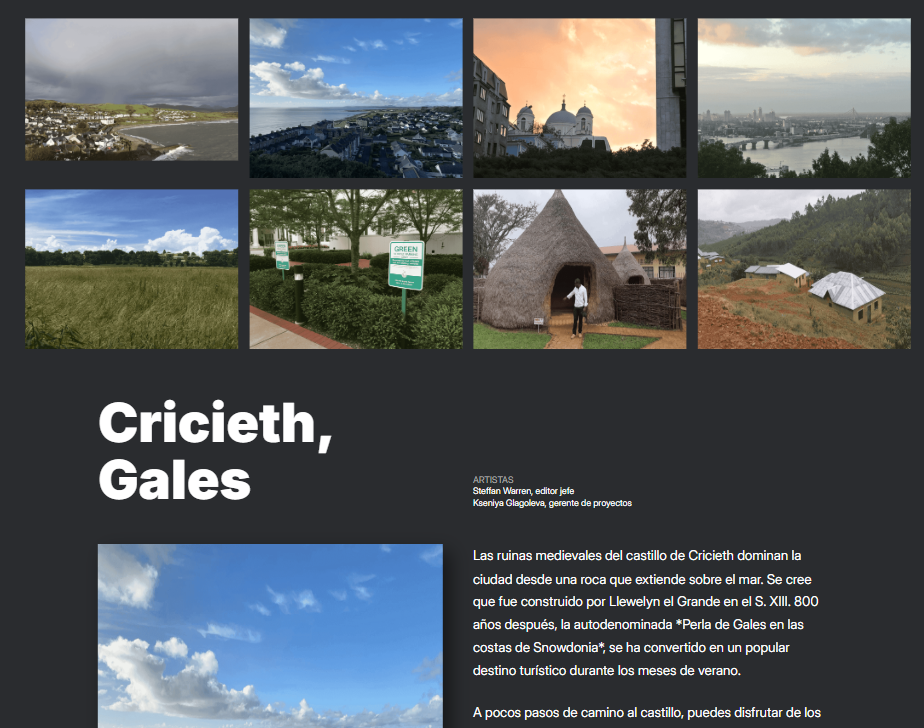 GREEN
Cricieth,
Gales
ARTISTAS
Steffan Warren, editor jefe
Kseniya Glagoleva, gerente de proyectos
Las ruinas medievales del castillo de Cricieth dominan la
ciudad desde una roca que extiende sobre el mar. Se cree
que fue construido por Llewelyn el Grande en el S. XIII. 800
años después, la autodenominada *Perla de Gales en las
costas de Snowdonia*, se ha convertido en un popular
destino turístico durante los meses de verano.
A pocos pasos de camino al castillo, puedes disfrutar de los